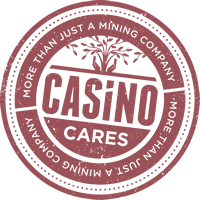 MORE THAN JUST A MINING COMPANY
CASINO
CARES
MORE THAN JUST A MINING COMPANY